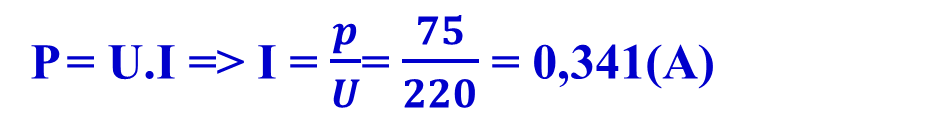 P = U.I => I = p/U = 75/220 = 0,341(A)